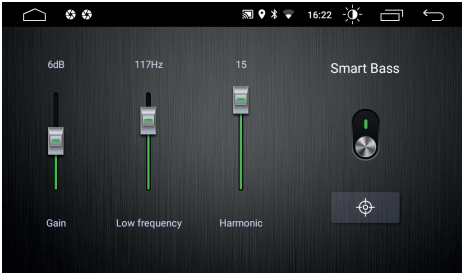 16:22
6dB
117Hz
15
Smart Bass
Gain
Low frequency
Harmonic